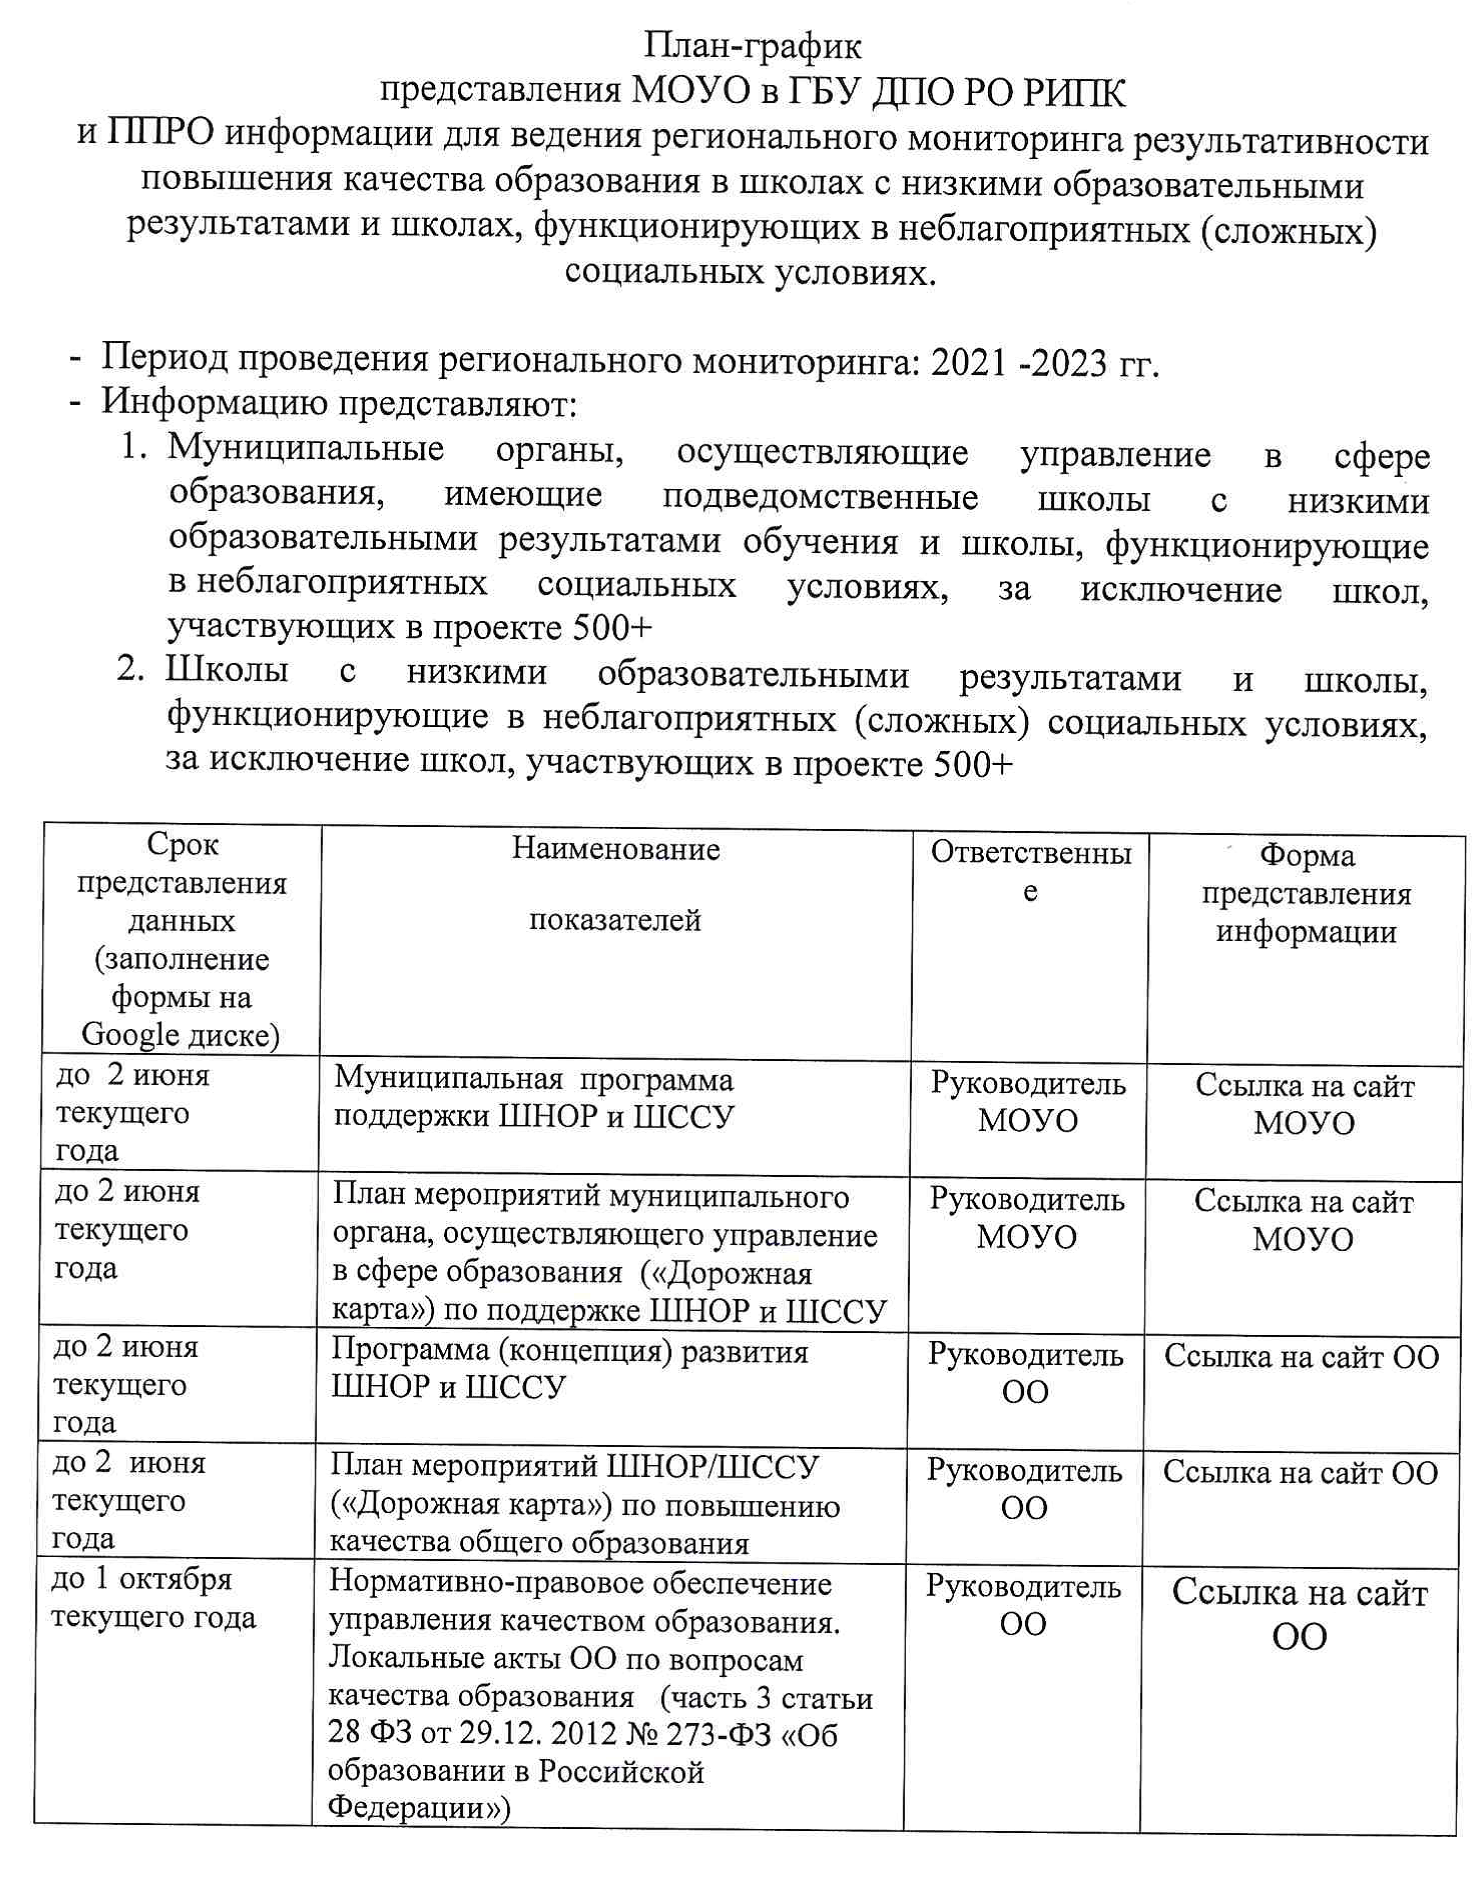 План-график
представления МОУО в ГБУ ДПО РО РИПК
и ППРО информации для ведения регионального мониторинга результативности
повышения качества образования в школах с низкими образовательными
результатами и школах, функционирующих в неблагоприятных (сложных)
социальных условиях.
- Период проведения регионального мониторинга: 2021 -2023 гг.
- Информацию представляют:
1. Муниципальные органы, осуществляющие управление в сфере
образования, имеющие подведомственные школы с низкими
образовательными результатами обучения и школы, функционирующие
в неблагоприятных социальных условиях, за исключение школ,
участвующих в проекте 500+
2. Школы с низкими образовательными результатами и школы,
функционирующие в неблагоприятных (сложных) социальных условиях,
за исключение школ, участвующих в проекте 500+
Срок
представления
данных
(заполнение
формы на
Google диске)
Наименование
показателей
Ответственны
е
Форма
представления
информации
до 2 июня
текущего
года
Муниципальная программа
поддержки ШНОР и ШССУ
Руководитель
МОУО
Ссылка на сайт
МОУО
до 2 июня
текущего
года
План мероприятий муниципального
органа, осуществляющего управление
в сфере образования («Дорожная
карта») по поддержке ШНОР и ШССУ
Руководитель
МОУО
Ссылка на сайт
МОУО
до 2 июня
текущего
года
Программа (концепция) развития
ШНОР и ШССУ
Руководитель
ОО
Ссылка на сайт ОО
до 2 июня
текущего
года
План мероприятий ШНОР/ШССУ
(«Дорожная карта») по повышению
качества общего образования
Руководитель
ОО
Ссылка на сайт ОО
до 1 октября
текущего года
Нормативно-правовое обеспечение
управления качеством образования.
Локальные акты ОО по вопросам
качества образования (часть 3 статьи
28 ФЗ от 29.12. 2012 № 273-ФЗ «Об
образовании в Российской
Федерации»)
Руководитель
ОО
Ссылка на сайт
ОО